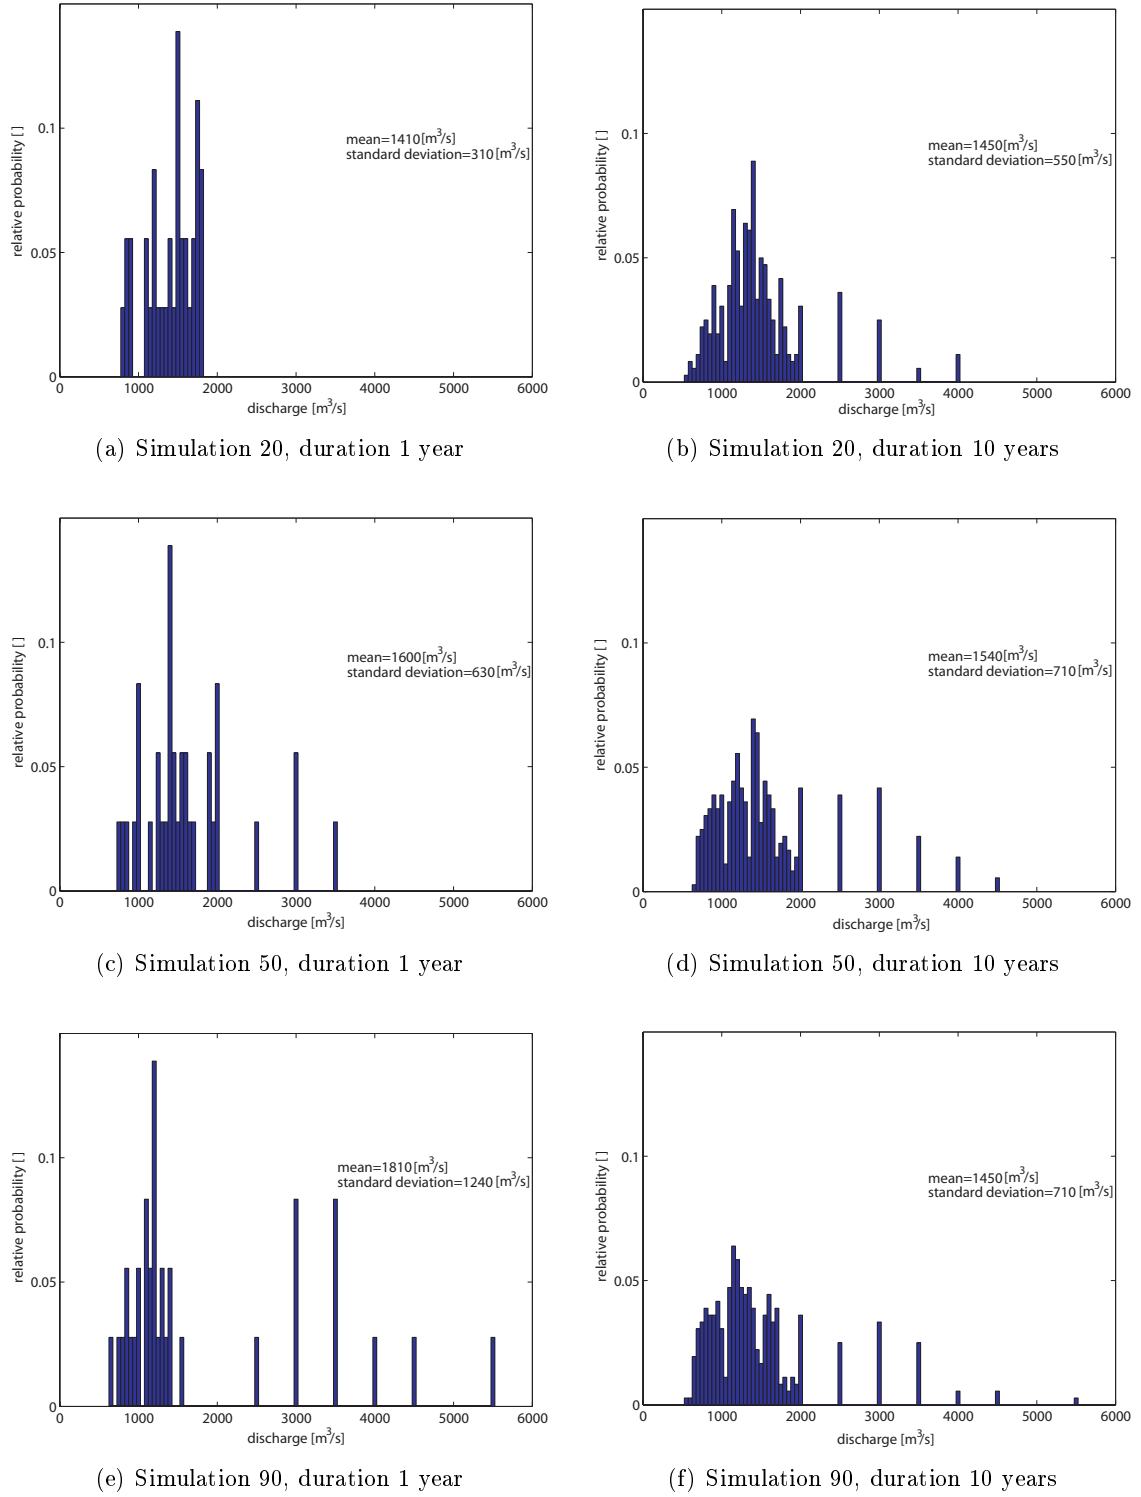 0.1
0.05
0
0 1000 2000 3000 4000 5000 6000
relative probability [ ]
discharge [m³/s]
mean=1410[m³/s]
standard deviation=310[m³/s]
(a) Simulation 20, duration 1 year
0.1
0.05
0
0 1000 2000 3000 4000 5000 6000
relative probability [ ]
discharge [m³/s]
mean=1450[m³/s]
standard deviation=550[m³/s]
(b) Simulation 20, duration 10 years
0.1
0.05
0
0 1000 2000 3000 4000 5000 6000
relative probability [ ]
discharge [m³/s]
mean=1600[m³/s]
standard deviation=630[m³/s]
(c) Simulation 50, duration 1 year
0.1
0.05
0
0 1000 2000 3000 4000 5000 6000
relative probability [ ]
discharge [m³/s]
mean=1540[m³/s]
standard deviation=710[m³/s]
(d) Simulation 50, duration 10 years
0.1
0.05
0
0 1000 2000 3000 4000 5000 6000
relative probability [ ]
discharge [m³/s]
mean=1810[m³/s]
standard deviation=1240 [m³/s]
(e) Simulation 90, duration 1 year
0.1
0.05
0
0 1000 2000 3000 4000 5000 6000
relative probability [ ]
discharge [m³/s]
mean=1450[m³/s]
standard deviation=710[m³/s]
(f) Simulation 90, duration 10 years